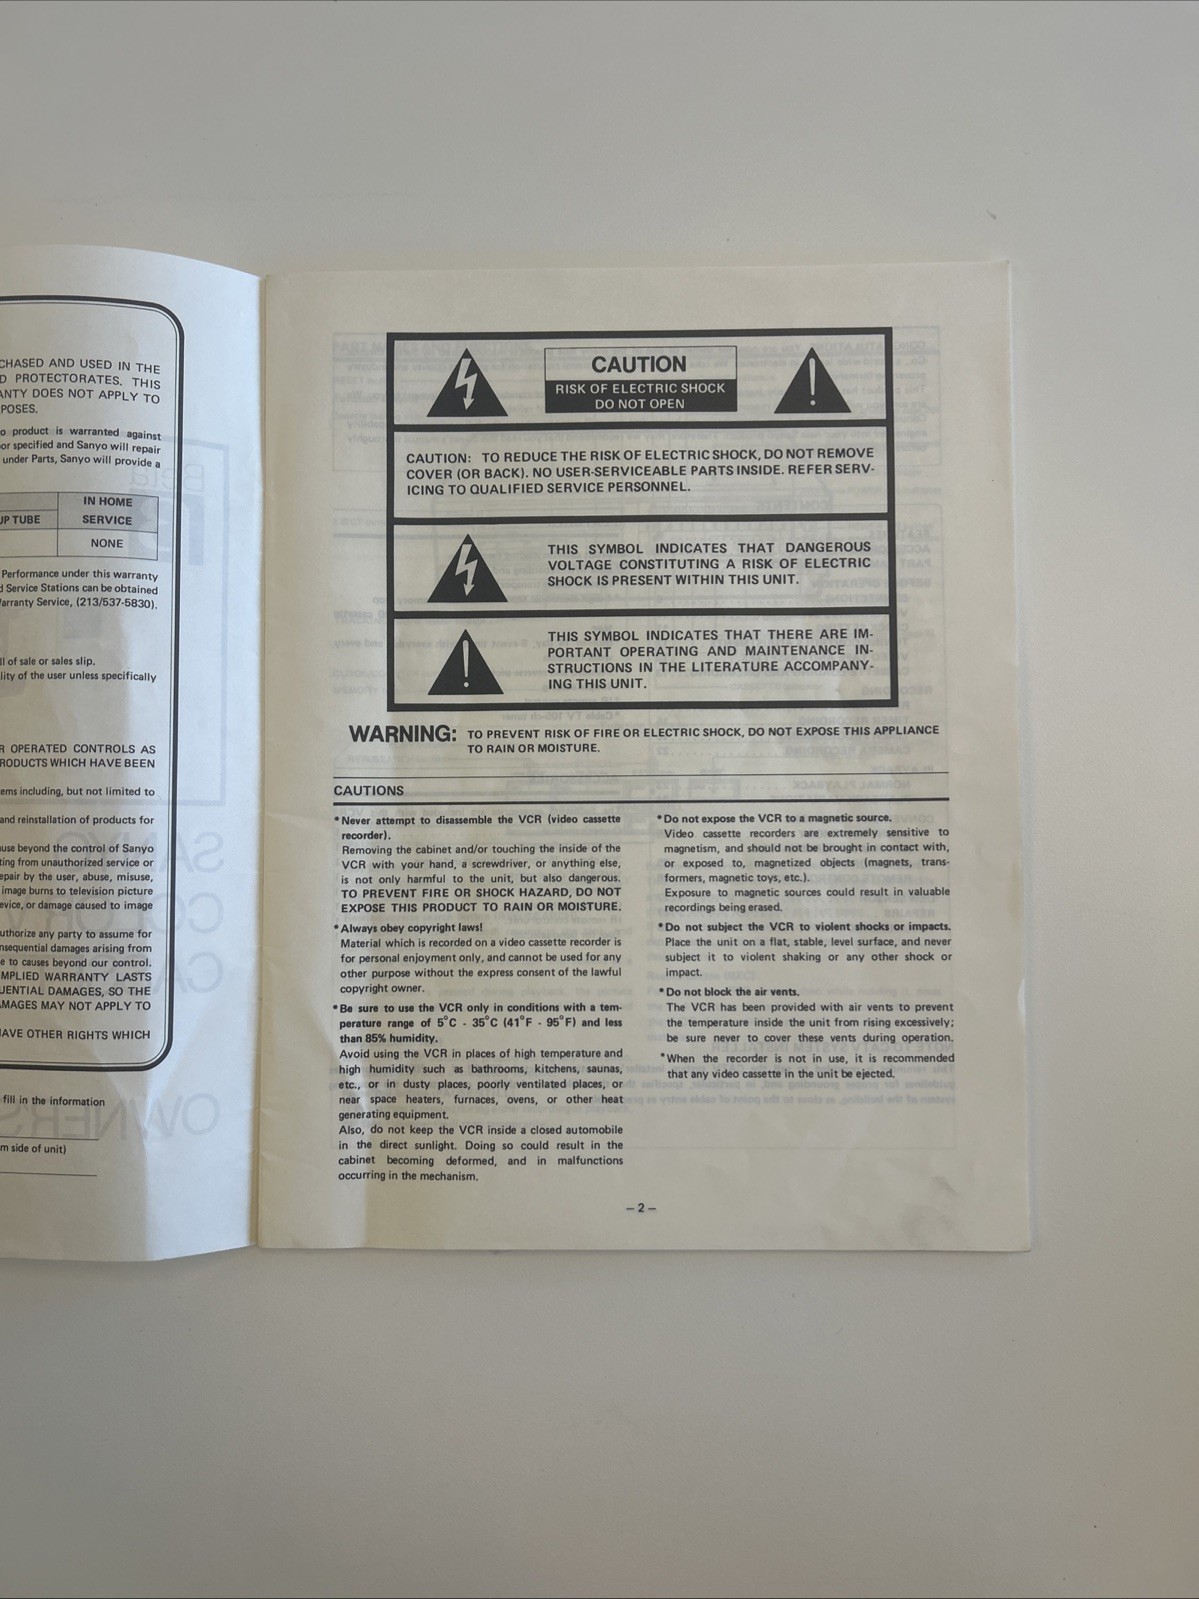 CHASED AND USED IN THE
D PROTECTORATES. THIS
ANTY DOES NOT APPLY TO
POSES.
o product is warranted against
or specified and Sanyo will repair
under Parts, Sanyo will provide a
IN HOME
UP TUBE SERVICE
NONE
Performance under this warranty
d Service Stations can be obtained
Warranty Service, (213/537-5830).
ll of sale or sales slip.
lity of the user unless specifically
R OPERATED CONTROLS AS
RODUCTS WHICH HAVE BEEN
ems including, but not limited to
and reinstallation of products for
ause beyond the control of Sanyo
ting from unauthorized service or
epair by the user, abuse, misuse,
image burns to television picture
evice, or damage caused to image
uthorize any party to assume for
nsequential damages arising from
e to causes beyond our control.
MPLIED WARRANTY LASTS
UENTIAL DAMAGES, SO THE
AMAGES MAY NOT APPLY TO
HAVE OTHER RIGHTS WHICH
fill in the information
m side of unit)
CAUTION
RISK OF ELECTRIC SHOCK
DO NOT OPEN
CAUTION: TO REDUCE THE RISK OF ELECTRIC SHOCK, DO NOT REMOVE
COVER (OR BACK). NO USER-SERVICEABLE PARTS INSIDE. REFER SERV-
ICING TO QUALIFIED SERVICE PERSONNEL.
THIS SYMBOL INDICATES THAT DANGEROUS
VOLTAGE CONSTITUTING A RISK OF ELECTRIC
SHOCK IS PRESENT WITHIN THIS UNIT.
THIS SYMBOL INDICATES THAT THERE ARE IM-
PORTANT OPERATING AND MAINTENANCE IN-
STRUCTIONS IN THE LITERATURE ACCOMPANY-
ING THIS UNIT.
WARNING: TO PREVENT RISK OF FIRE OR ELECTRIC SHOCK, DO NOT EXPOSE THIS APPLIANCE
TO RAIN OR MOISTURE.
CAUTIONS
*Never attempt to disassemble the VCR (video cassette
recorder).
Removing the cabinet and/or touching the inside of the
VCR with your hand, a screwdriver, or anything else,
is not only harmful to the unit, but also dangerous.
TO PREVENT FIRE OR SHOCK HAZARD, DO NOT
EXPOSE THIS PRODUCT TO RAIN OR MOISTURE.
*Always obey copyright laws!
Material which is recorded on a video cassette recorder is
for personal enjoyment only, and cannot be used for any
other purpose without the express consent of the lawful
copyright owner.
*Be sure to use the VCR only in conditions with a tem-
perature range of 5°C - 35°C (41°F - 95°F) and less
than 85% humidity.
Avoid using the VCR in places of high temperature and
high humidity such as bathrooms, kitchens, saunas,
etc., or in dusty places, poorly ventilated places, or
near space heaters, furnaces, ovens, or other heat
generating equipment.
Also, do not keep the VCR inside a closed automobile
in the direct sunlight. Doing so could result in the
cabinet becoming deformed, and in malfunctions
occurring in the mechanism.
*Do not expose the VCR to a magnetic source.
Video cassette recorders are extremely sensitive to
magnetism, and should not be brought in contact with,
or exposed to, magnetized objects (magnets, trans-
formers, magnetic toys, etc.).
Exposure to magnetic sources could result in valuable
recordings being erased.
*Do not subject the VCR to violent shocks or impacts.
Place the unit on a flat, stable, level surface, and never
subject it to violent shaking or any other shock or
impact.
*Do not block the air vents.
The VCR has been provided with air vents to prevent
the temperature inside the unit from rising excessively;
be sure never to cover these vents during operation.
*When the recorder is not in use, it is recommended
that any video cassette in the unit be ejected.
– 2 –